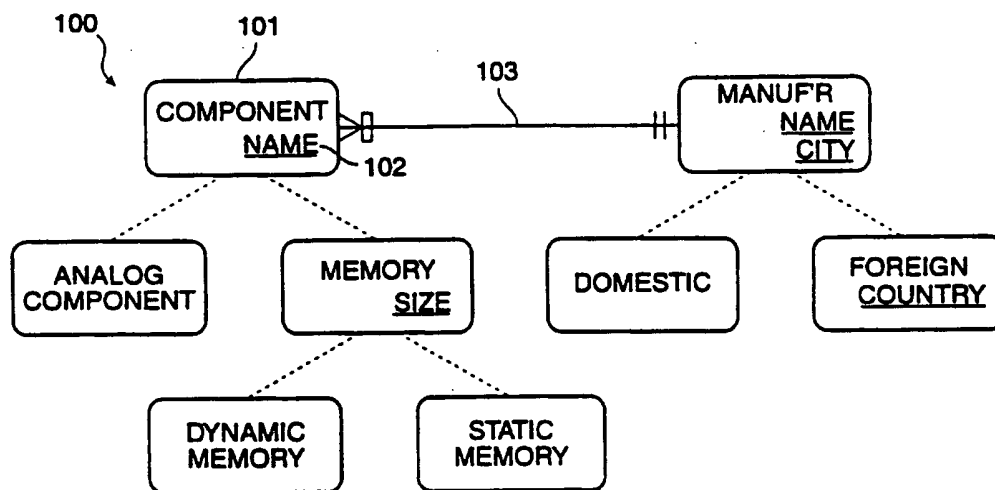 100
101
103
COMPONENT
NAME
102
MANUF'R
NAME
CITY
ANALOG
COMPONENT
MEMORY
SIZE
DOMESTIC
FOREIGN
COUNTRY
DYNAMIC
MEMORY
STATIC
MEMORY